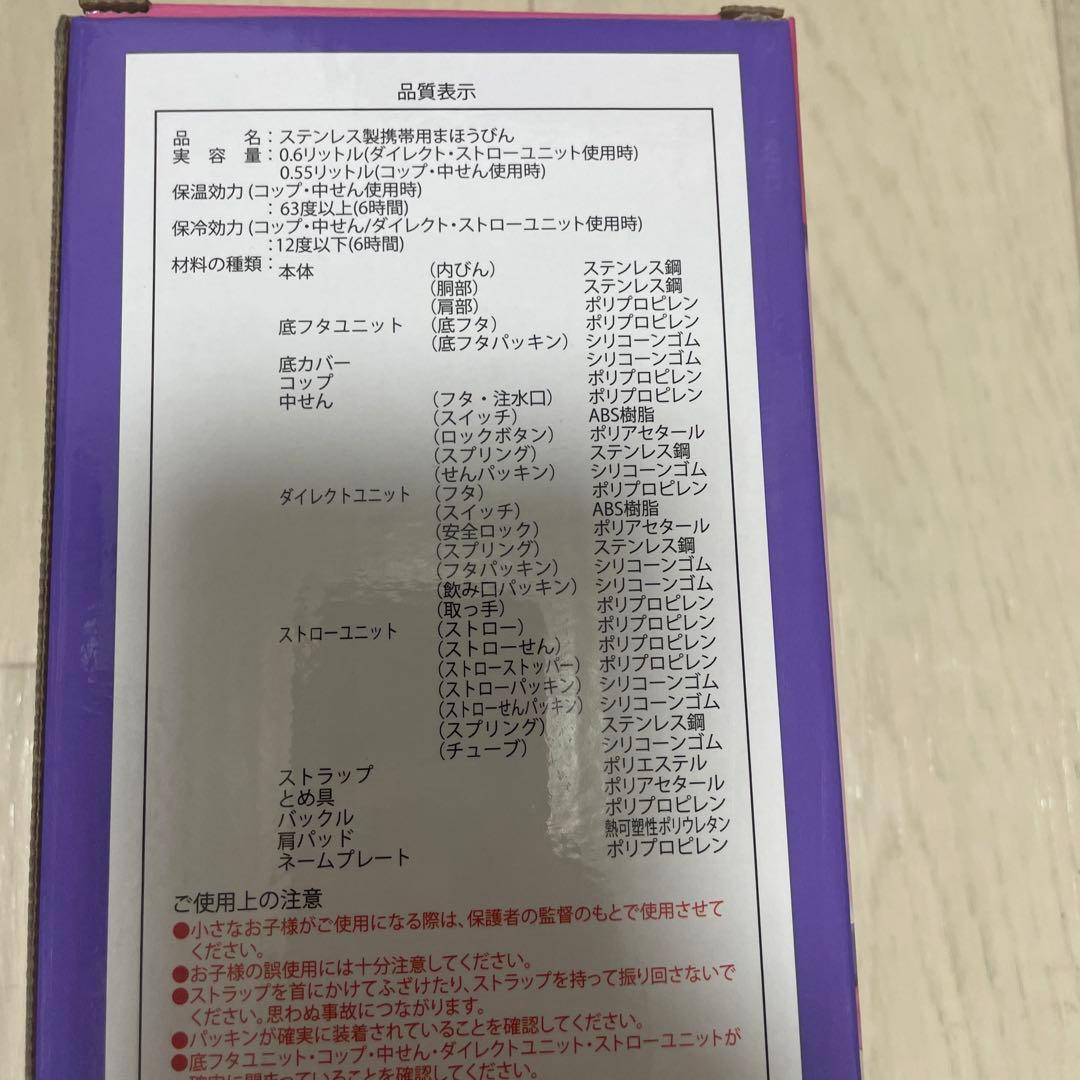 品質表示
品名：ステンレス製携帯用まほうびん
実容量：0.6リットル(ダイレクト・ストローユニット使用時)
0.55リットル(コップ・中せん使用時)
保温効力(コップ・中せん使用時)
：63度以上(6時間)
保冷効力(コップ・中せん/ダイレクト・ストローユニット使用時)
：12度以下(6時間)
材料の種類：本体 (内びん) ステンレス鋼
(胴部) ステンレス鋼
(肩部) ポリプロピレン
底フタユニット (底フタ) ポリプロピレン
(底フタパッキン) シリコーンゴム
底カバー シリコーンゴム
コップ ポリプロピレン
中せん (フタ・注水口) ポリプロピレン
(スイッチ) ABS樹脂
(ロックボタン) ポリアセタール
(スプリング) ステンレス鋼
(せんパッキン) シリコーンゴム
ダイレクトユニット (フタ) ポリプロピレン
(スイッチ) ABS樹脂
(安全ロック) ポリアセタール
(スプリング) ステンレス鋼
(フタパッキン) シリコーンゴム
(飲み口パッキン) シリコーンゴム
(取っ手) ポリプロピレン
ストローユニット (ストロー) ポリプロピレン
(ストローせん) ポリプロピレン
(ストローストッパー) ポリプロピレン
(ストローパッキン) シリコーンゴム
(ストローせんパッキン) シリコーンゴム
(スプリング) ステンレス鋼
(チューブ) シリコーンゴム
ストラップ ポリエステル
とめ具 ポリアセタール
バックル ポリプロピレン
肩パッド 熱可塑性ポリウレタン
ネームプレート ポリプロピレン
ご使用上の注意
●小さなお子様がご使用になる際は、保護者の監督のもとで使用させて
ください。
●お子様の誤使用には十分注意してください。
●ストラップを首にかけてふざけたり、ストラップを持って振り回さないで
ください。思わぬ事故につながります。
●パッキンが確実に装着されていることを確認してください。
●底フタユニット・コップ・中せん・ダイレクトユニット・ストローユニットが
確実に閉まっていることを確認してください。